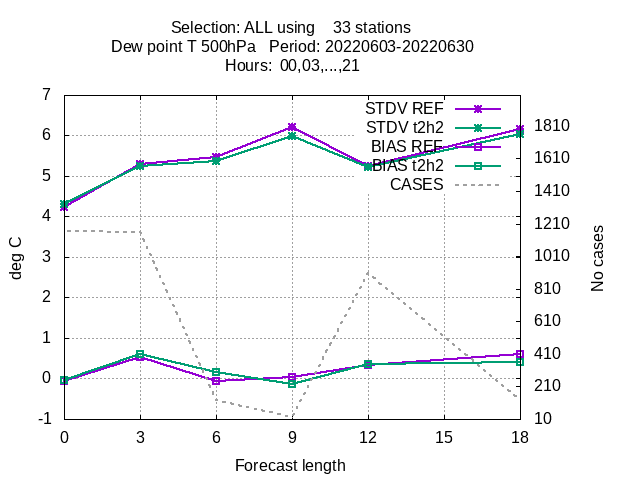 Selection: ALL using    33 stations
Dew point T 500hPa   Period: 20220603-20220630
Hours:  00,03,...,21
7
6
5
4
3
2
1
0
-1
deg C
1810
1610
1410
1210
1010
810
610
410
210
10
No cases
STDV REF
STDV t2h2
BIAS REF
BIAS t2h2
CASES
0 3 6 9 12 15 18
Forecast length